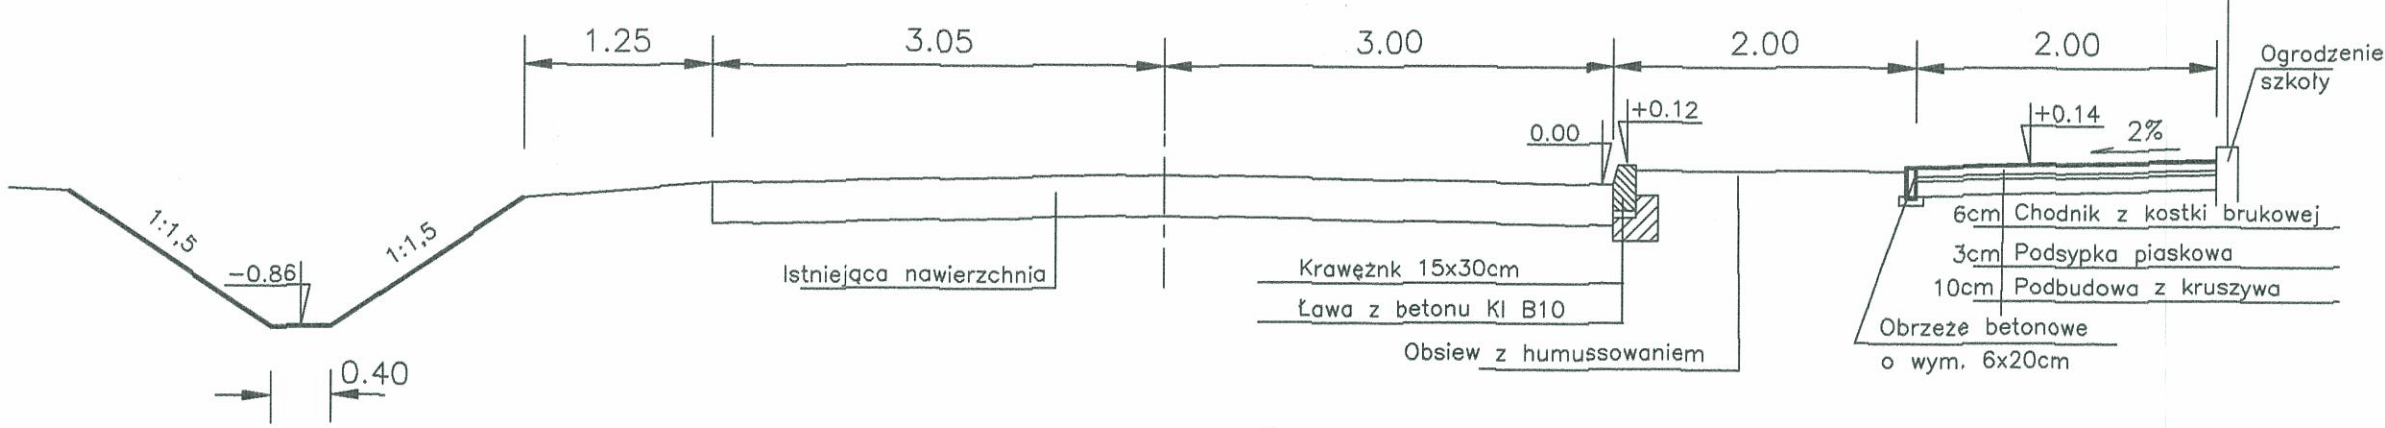 1.25
3.05
3.00
2.00
2.00
Ogrodzenie
szkoły
0.00
+0.12
+0.14
2%
1:1,5
1:1,5
-0.86
Istniejąca nawierzchnia
Krawężnk 15x30cm
Ława z betonu Kl B10
Obsiew z humussowaniem
6cm Chodnik z kostki brukowej
3cm Podsypka piaskowa
10cm Podbudowa z kruszywa
Obrzeże betonowe
o wym. 6x20cm
0.40